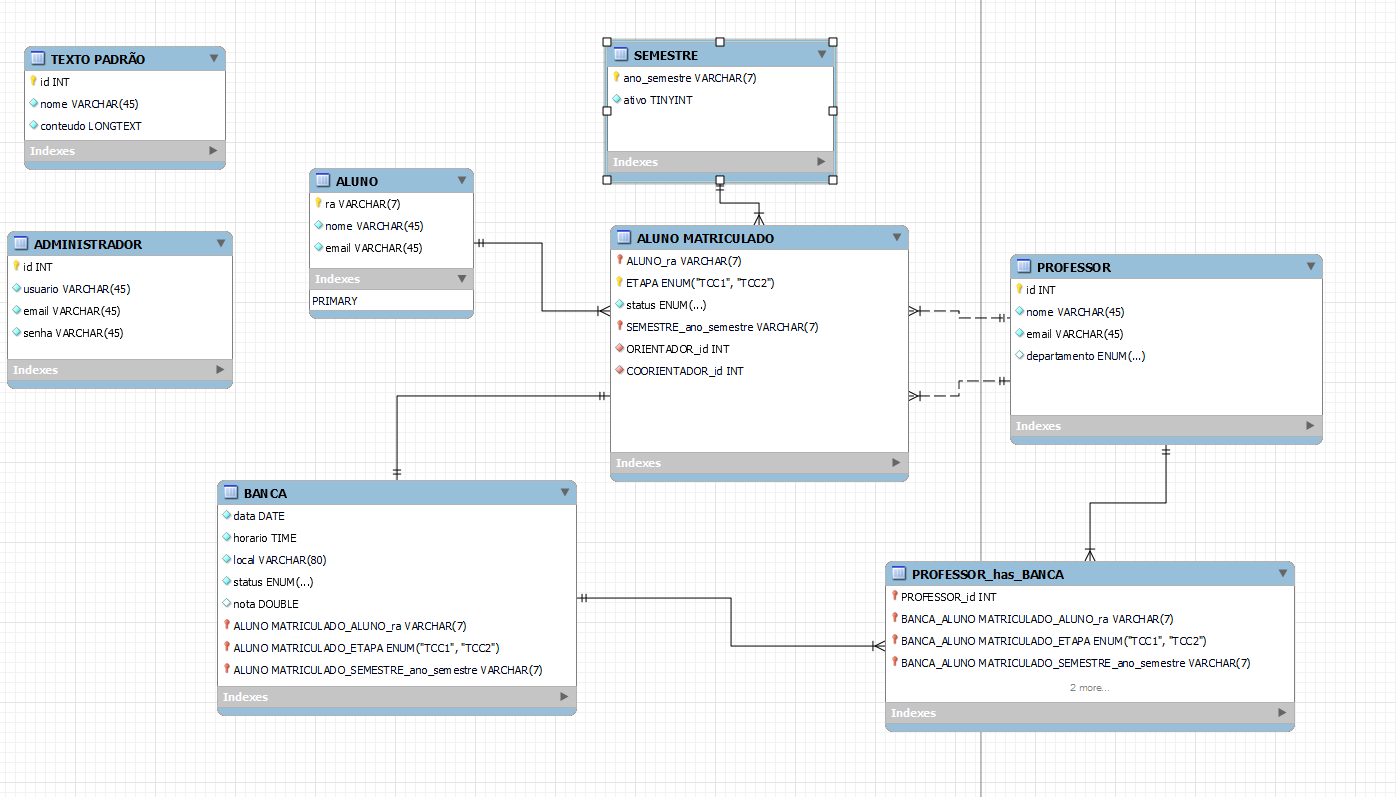 TEXTO PADRÃO
id INT
nome VARCHAR(45)
conteudo LONGTEXT
Indexes
SEMESTRE
ano_semestre VARCHAR(7)
ativo TINYINT
Indexes
ALUNO
ra VARCHAR(7)
nome VARCHAR(45)
email VARCHAR(45)
Indexes
PRIMARY
ADMINISTRADOR
id INT
usuario VARCHAR(45)
email VARCHAR(45)
senha VARCHAR(45)
Indexes
ALUNO MATRICULADO
ALUNO_ra VARCHAR(7)
ETAPA ENUM("TCC1", "TCC2")
status ENUM(...)
SEMESTRE_ano_semestre VARCHAR(7)
ORIENTADOR_id INT
COORIENTADOR_id INT
Indexes
PROFESSOR
id INT
nome VARCHAR(45)
email VARCHAR(45)
departamento ENUM(...)
Indexes
BANCA
data DATE
horario TIME
local VARCHAR(80)
status ENUM(...)
nota DOUBLE
ALUNO MATRICULADO_ALUNO_ra VARCHAR(7)
ALUNO MATRICULADO_ETAPA ENUM("TCC1", "TCC2")
ALUNO MATRICULADO_SEMESTRE_ano_semestre VARCHAR(7)
Indexes
PROFESSOR_has_BANCA
PROFESSOR_id INT
BANCA_ALUNO MATRICULADO_ALUNO_ra VARCHAR(7)
BANCA_ALUNO MATRICULADO_ETAPA ENUM("TCC1", "TCC2")
BANCA_ALUNO MATRICULADO_SEMESTRE_ano_semestre VARCHAR(7)
2 more...
Indexes